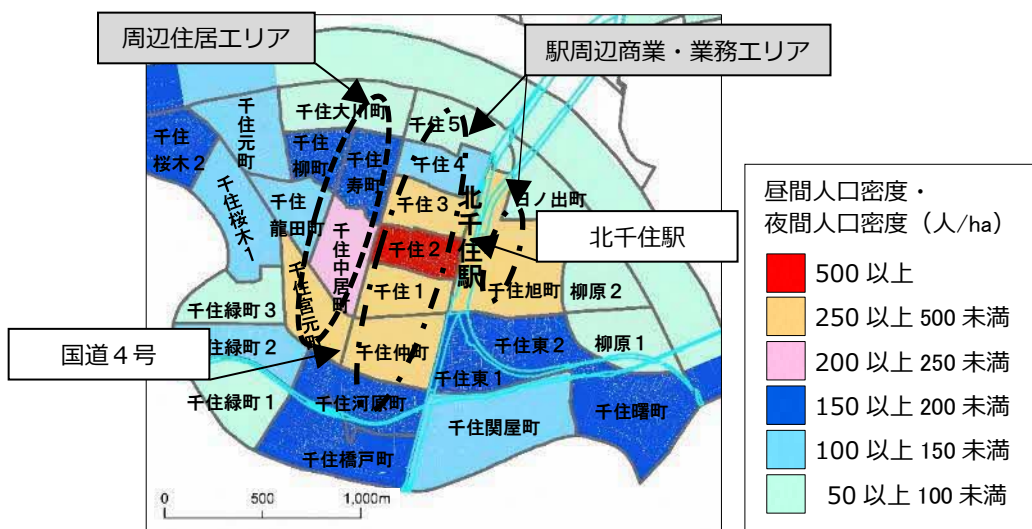 周辺住居エリア
駅周辺商業・業務エリア
千住大川町
千住5
千住元町
千住桜木2
千住柳町
千住寿町
千住4
日ノ出町
千住桜木1
千住龍田町
千住3
北千住駅
北千住駅
千住中居町
千住2
千住宮元町
千住1
千住旭町
柳原2
千住緑町3
国道４号
千住緑町2
千住仲町
千住東2
柳原1
千住東1
千住緑町1
千住河原町
千住関屋町
千住曙町
千住橋戸町
0 500 1,000m
昼間人口密度・
夜間人口密度（人/ha）
500 以上
250 以上 500 未満
200 以上 250 未満
150 以上 200 未満
100 以上 150 未満
50 以上 100 未満